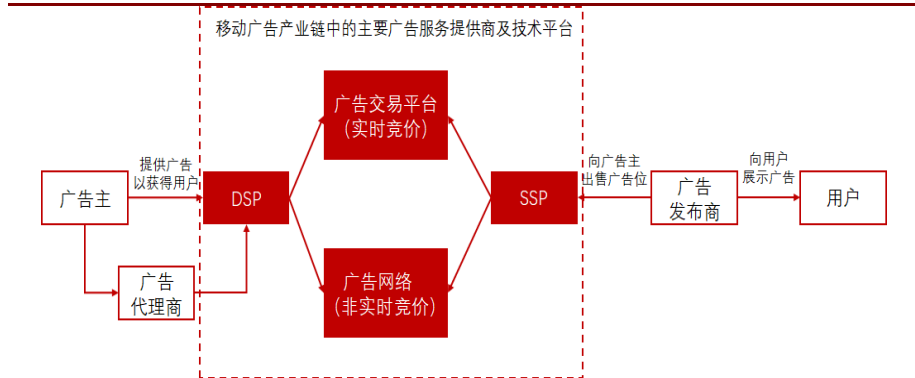 移动广告产业链中的主要广告服务提供商及技术平台
广告交易平台
（实时竞价）
提供广告
以获得用户
向广告主
出售广告位
向用户
展示广告
广告主
DSP
SSP
广告
发布商
用户
广告
代理商
广告网络
（非实时竞价）